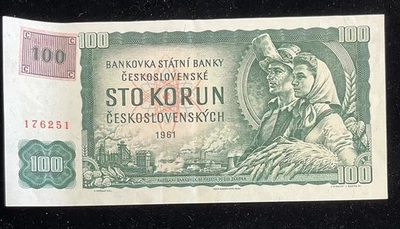 100
100
BANKOVKA STÁTNÍ BANKY
ČESKOSLOVENSKÉ
STO KORUN
ČESKOSLOVENSKÝCH
1961
176251
100
100